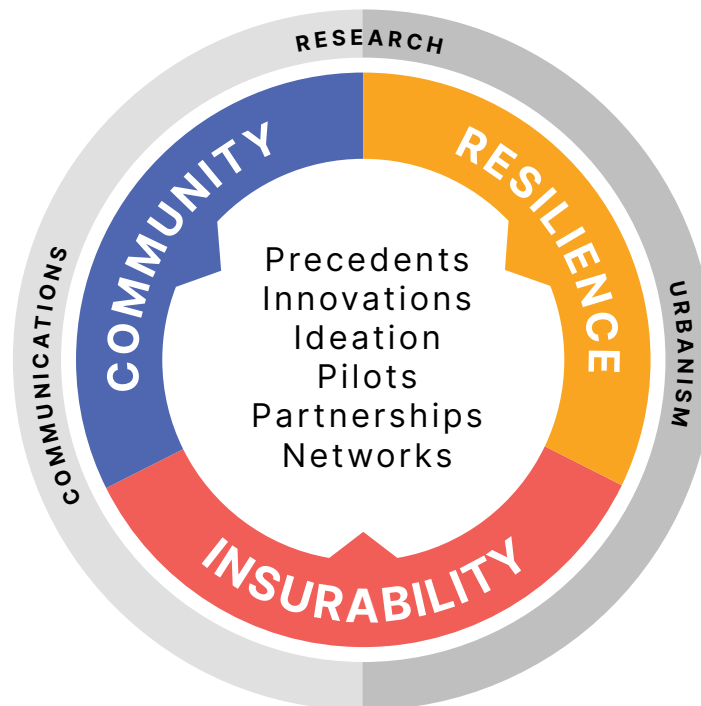 RESEARCH
COMMUNITY
RESILIENCE
COMMUNICATIONS
URBANISM
Precedents
Innovations
Ideation
Pilots
Partnerships
Networks
INSURABILITY